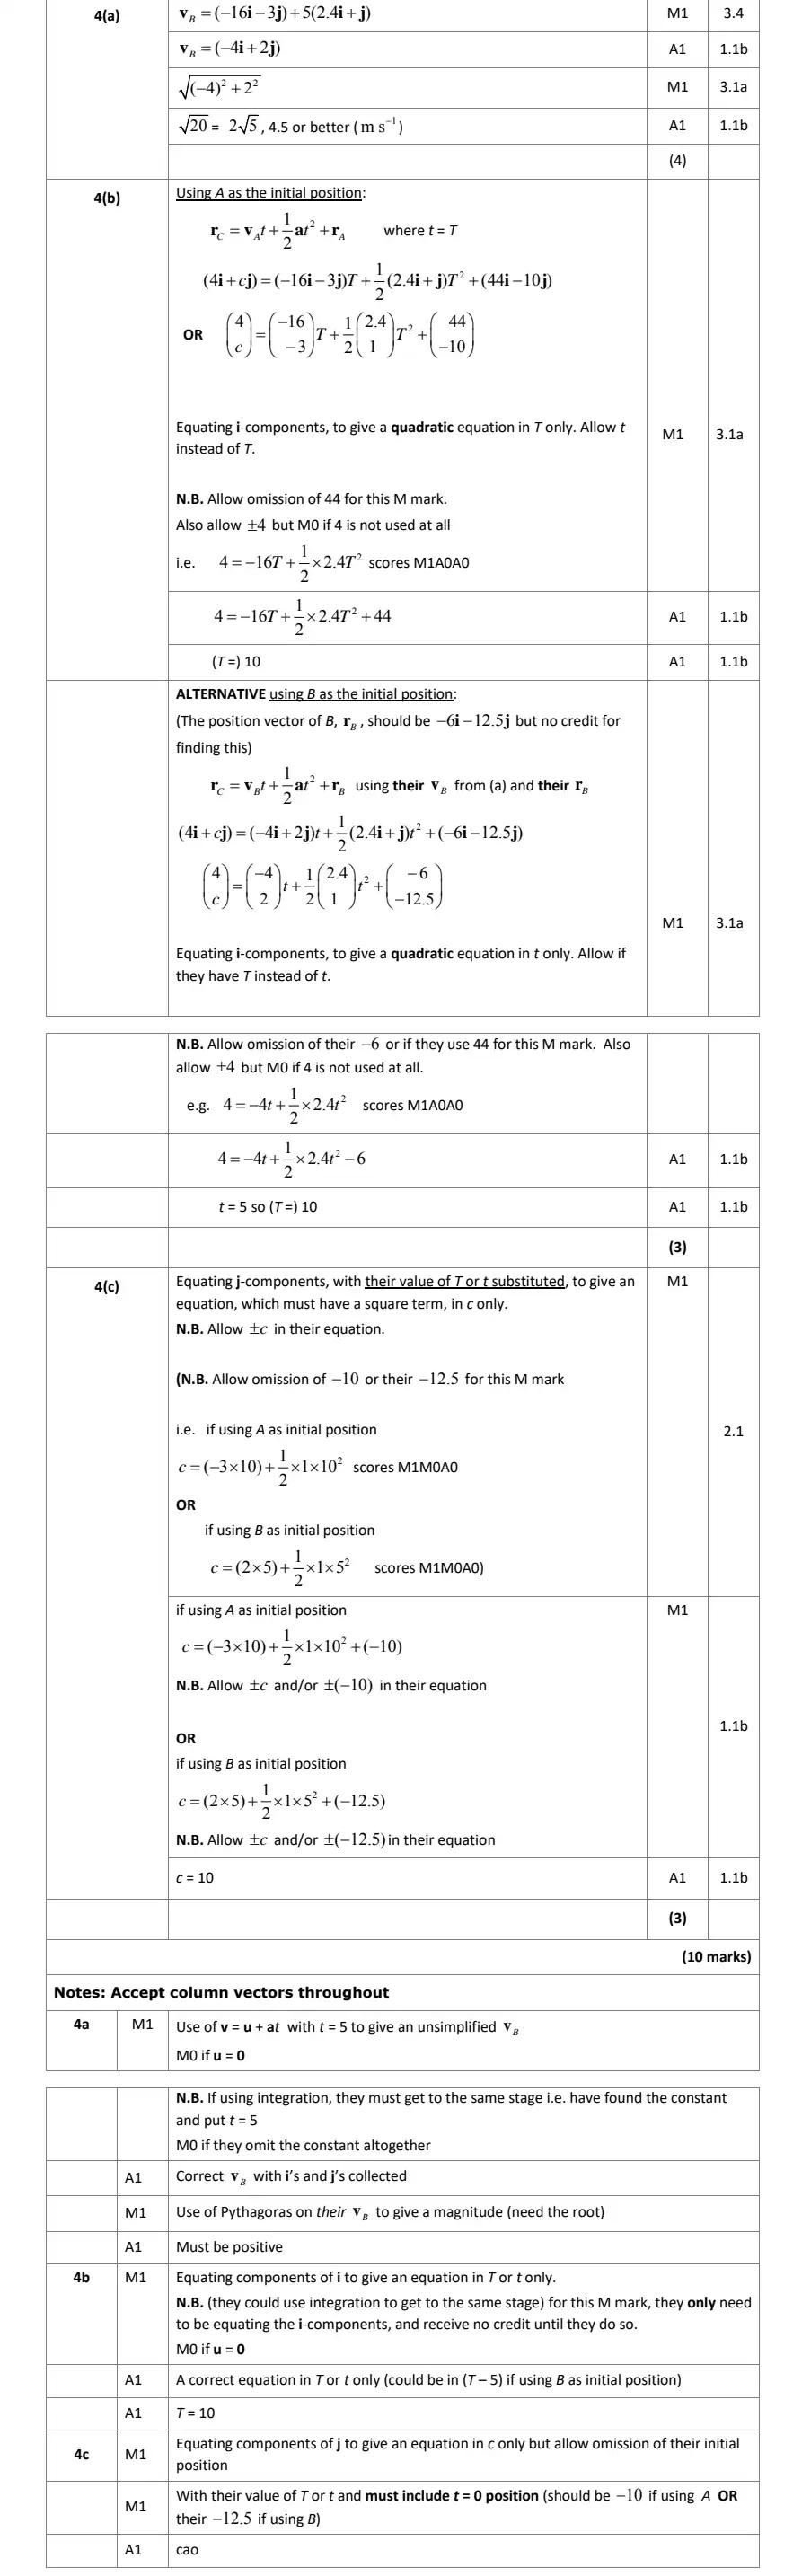 4(a) v_B = (−16i − 3j) + 5(2.4i + j) M1 3.4
v_B = (−4i + 2j) A1 1.1b
√((−4)² + 2²) M1 3.1a
√20 = 2√5 , 4.5 or better (m s⁻¹) A1 1.1b
(4)
4(b) Using A as the initial position:
r_C = v_A t + 1/2 at² + r_A where t = T
(4i + cj) = (−16i − 3j)T + 1/2 (2.4i + j)T² + (44i − 10j)
OR (4 c) = (−16 −3)T + 1/2 (2.4 1)T² + (44 −10)
Equating i-components, to give a quadratic equation in T only. Allow t
instead of T.
M1 3.1a
N.B. Allow omission of 44 for this M mark.
Also allow ±4 but M0 if 4 is not used at all
i.e. 4 = −16T + 1/2 × 2.4T² scores M1A0A0
4 = −16T + 1/2 × 2.4T² + 44 A1 1.1b
(T =) 10 A1 1.1b
ALTERNATIVE using B as the initial position:
(The position vector of B, r_B , should be −6i − 12.5j but no credit for
finding this)
r_C = v_B t + 1/2 at² + r_B using their v_B from (a) and their r_B
(4i + cj) = (−4i + 2j)t + 1/2 (2.4i + j)t² + (−6i − 12.5j)
(4 c) = (−4 2)t + 1/2 (2.4 1)t² + (−6 −12.5)
M1 3.1a
Equating i-components, to give a quadratic equation in t only. Allow if
they have T instead of t.
N.B. Allow omission of their −6 or if they use 44 for this M mark. Also
allow ±4 but M0 if 4 is not used at all.
e.g. 4 = −4t + 1/2 × 2.4t² scores M1A0A0
4 = −4t + 1/2 × 2.4t² − 6 A1 1.1b
t = 5 so (T =) 10 A1 1.1b
(3)
4(c) Equating j-components, with their value of T or t substituted, to give an M1
equation, which must have a square term, in c only.
N.B. Allow ±c in their equation.
(N.B. Allow omission of −10 or their −12.5 for this M mark
i.e. if using A as initial position 2.1
c = (−3×10) + 1/2 ×1×10² scores M1M0A0
OR
if using B as initial position
c = (2×5) + 1/2 ×1×5² scores M1M0A0)
if using A as initial position M1
c = (−3×10) + 1/2 ×1×10² + (−10)
N.B. Allow ±c and/or ±(−10) in their equation
1.1b
OR
if using B as initial position
c = (2×5) + 1/2 ×1×5² + (−12.5)
N.B. Allow ±c and/or ±(−12.5) in their equation
c = 10 A1 1.1b
(3)
(10 marks)
Notes: Accept column vectors throughout
4a M1 Use of v = u + at with t = 5 to give an unsimplified v_B
M0 if u = 0
N.B. If using integration, they must get to the same stage i.e. have found the constant
and put t = 5
M0 if they omit the constant altogether
A1 Correct v_B with i's and j's collected
M1 Use of Pythagoras on their v_B to give a magnitude (need the root)
A1 Must be positive
4b M1 Equating components of i to give an equation in T or t only.
N.B. (they could use integration to get to the same stage) for this M mark, they only need
to be equating the i-components, and receive no credit until they do so.
M0 if u = 0
A1 A correct equation in T or t only (could be in (T – 5) if using B as initial position)
A1 T = 10
4c M1 Equating components of j to give an equation in c only but allow omission of their initial
position
M1 With their value of T or t and must include t = 0 position (should be −10 if using A OR
their −12.5 if using B)
A1 cao